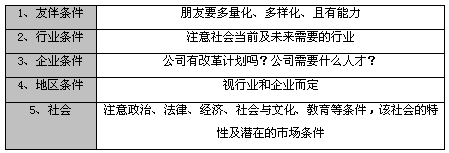 1、友伴条件 朋友要多量化、多样化、且有能力
2、行业条件 注意社会当前及未来需要的行业
3、企业条件 公司有改革计划吗？公司需要什么人才？
4、地区条件 视行业和企业而定
5、社会 注意政治、法律、经济、社会与文化、教育等条件，该社会的特
性及潜在的市场条件